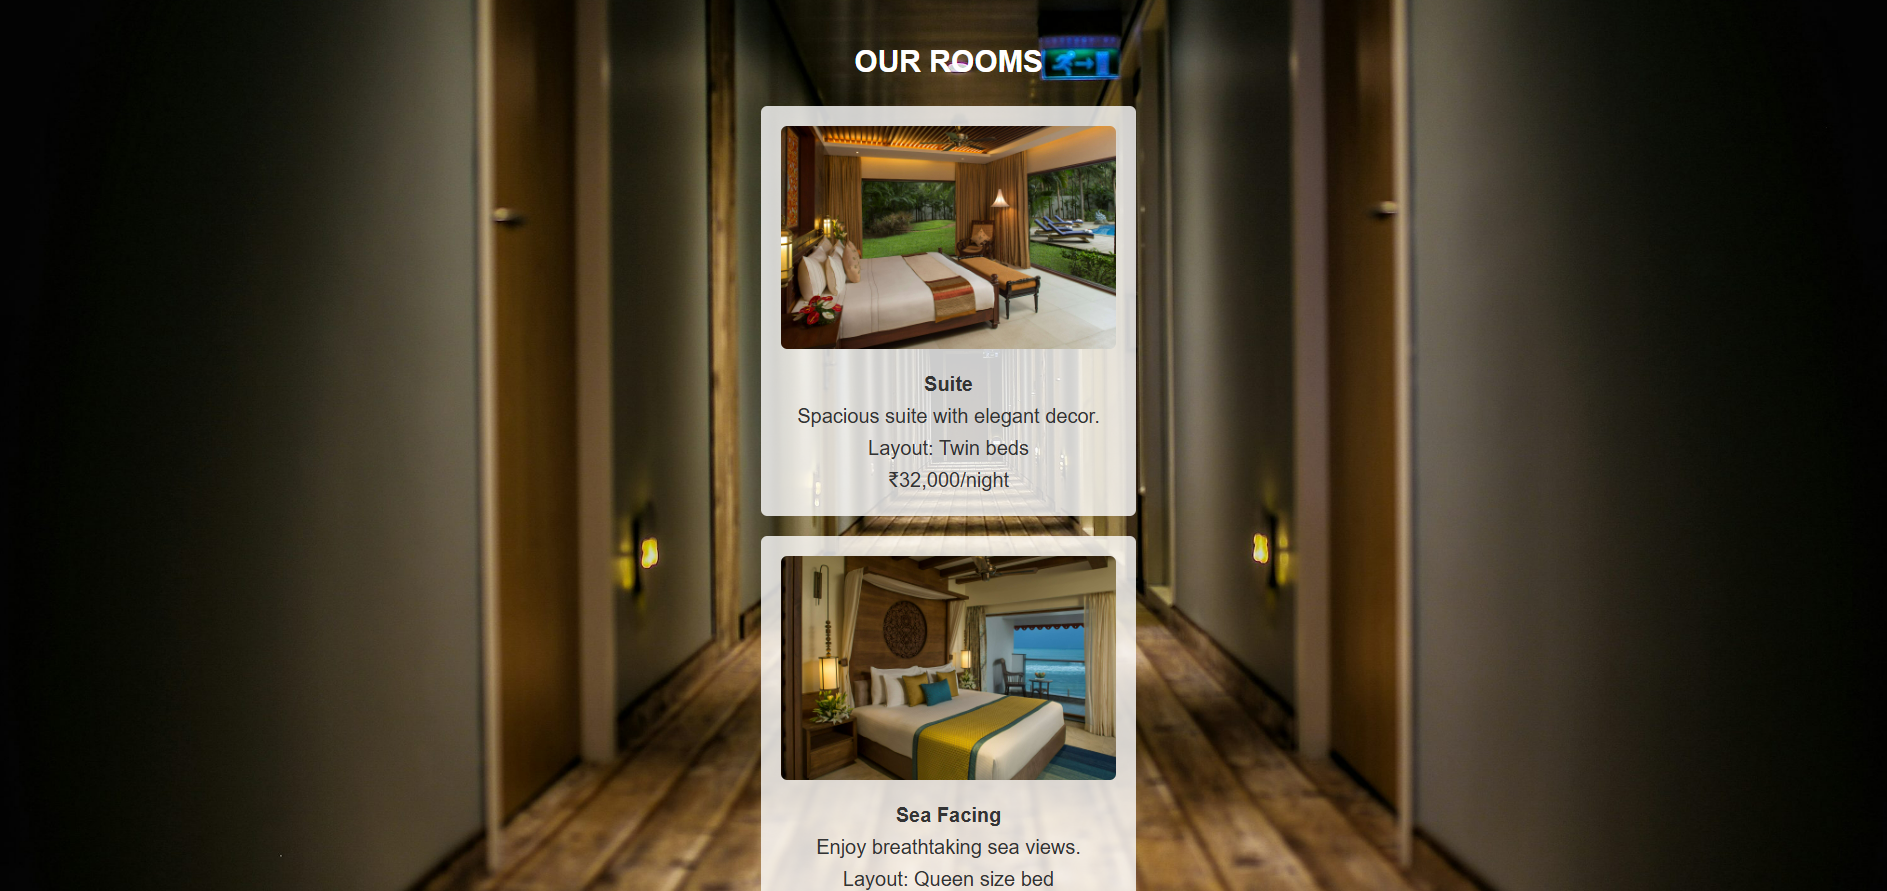 OUR ROOMS
Suite
Spacious suite with elegant decor.
Layout: Twin beds
₹32,000/night
Sea Facing
Enjoy breathtaking sea views.
Layout: Queen size bed